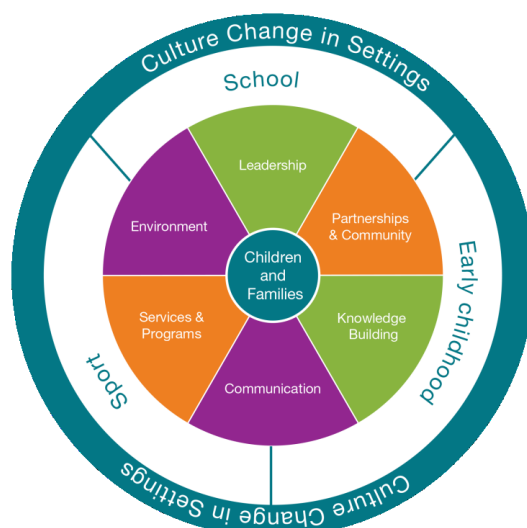 Culture Change in Settings
School
Leadership
Environment
Partnerships
& Community
Children
and
Families
Early childhood
Services &
Programs
Knowledge
Building
Sport
Communication
Culture Change in Settings